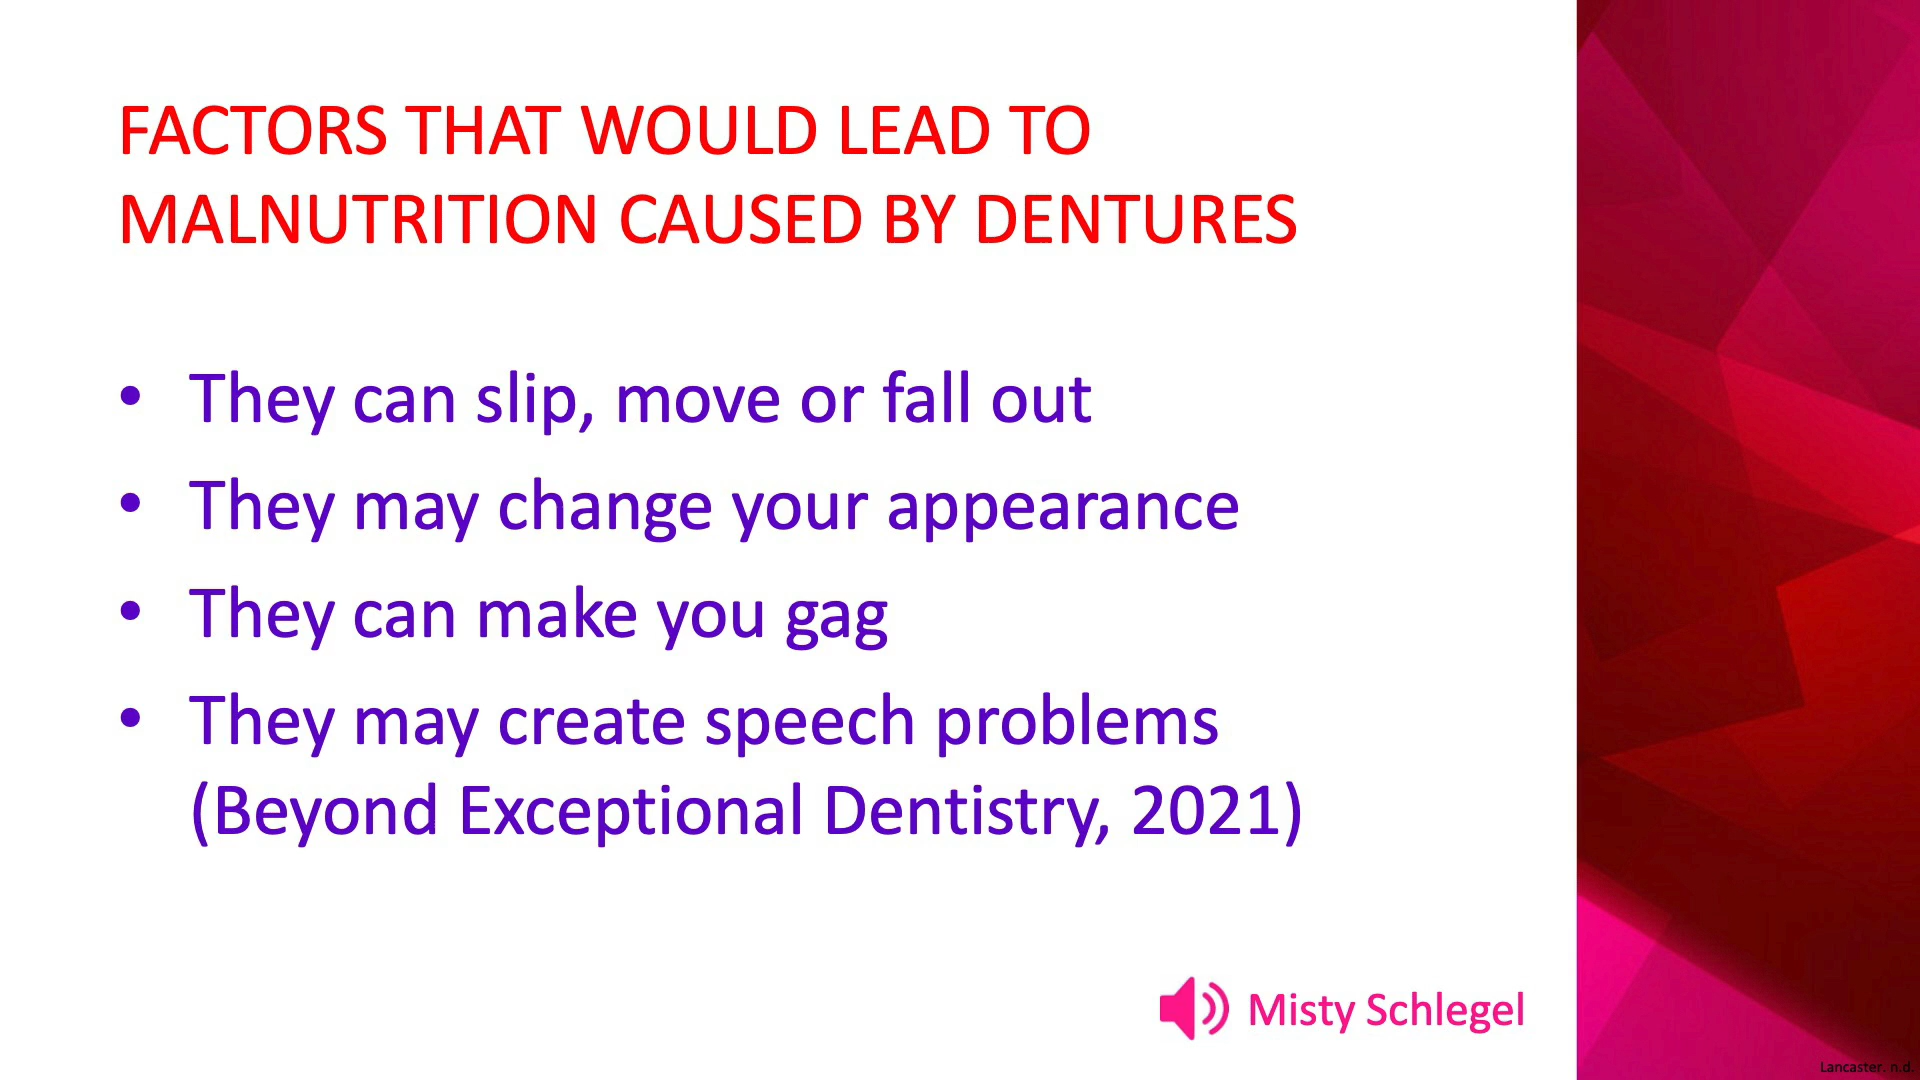 FACTORS THAT WOULD LEAD TO
MALNUTRITION CAUSED BY DENTURES
• They can slip, move or fall out
• They may change your appearance
• They can make you gag
• They may create speech problems
(Beyond Exceptional Dentistry, 2021)
Misty Schlegel
Lancaster. n.d.